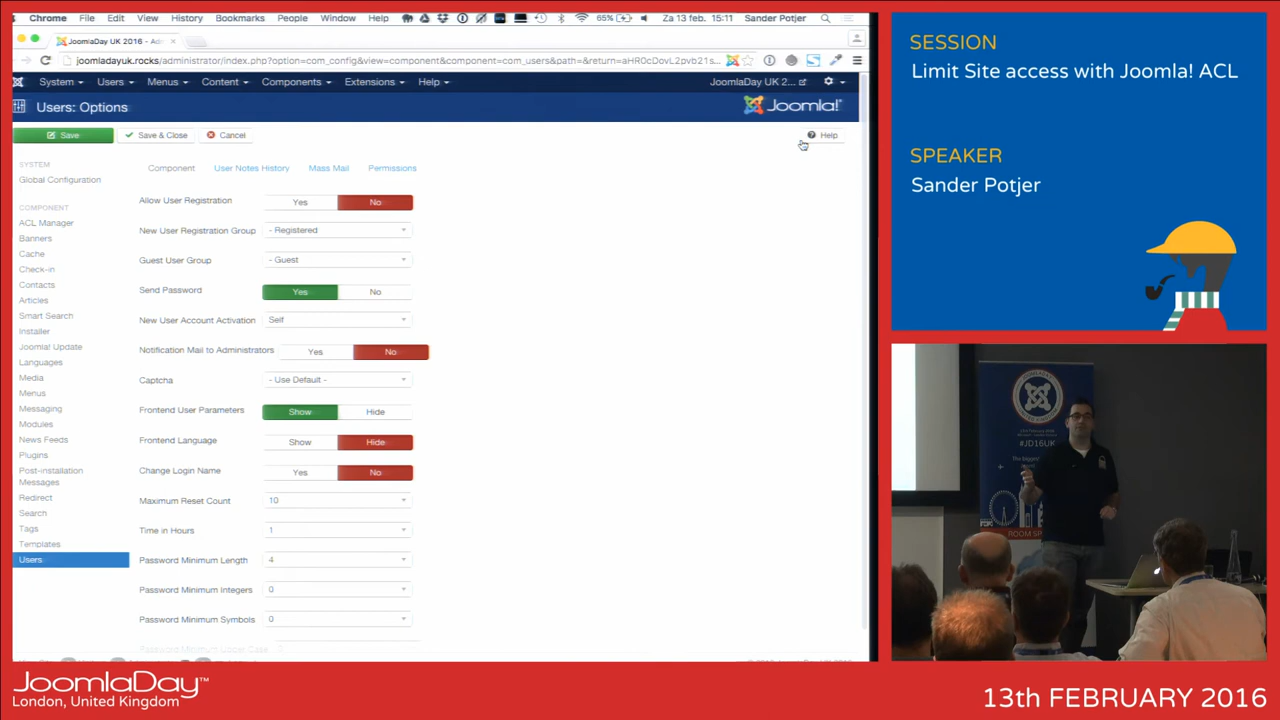 Chrome File Edit View History Bookmarks People Window Help 65% Za 13 feb. 15:11 Sander Potjer
JoomlaDay UK 2016 - Ad
joomladayuk.rocks/administrator/index.php?option=com_config&view=component&component=com_users&path=&return=aHR0cDovL2pvb21s...
System Users Menus Content Components Extensions Help JoomlaDay UK 2...
Users: Options
Joomla!
Save Save & Close Cancel Help
SYSTEM
Global Configuration
COMPONENT
ACL Manager
Banners
Cache
Check-in
Contacts
Articles
Smart Search
Installer
Joomla! Update
Languages
Media
Menus
Messaging
Modules
News Feeds
Plugins
Post-installation
Messages
Redirect
Search
Tags
Templates
Users
Component User Notes History Mass Mail Permissions
Allow User Registration Yes No
New User Registration Group - Registered
Guest User Group - Guest
Send Password Yes No
New User Account Activation Self
Notification Mail to Administrators Yes No
Captcha - Use Default -
Frontend User Parameters Show Hide
Frontend Language Show Hide
Change Login Name Yes No
Maximum Reset Count 10
Time in Hours 1
Password Minimum Length 4
Password Minimum Integers 0
Password Minimum Symbols 0
Password Minimum Upper Case
SESSION
Limit Site access with Joomla! ACL
SPEAKER
Sander Potjer
#JD16UK
The biggest
ROOM SP
JoomlaDay™
London, United Kingdom
13th FEBRUARY 2016